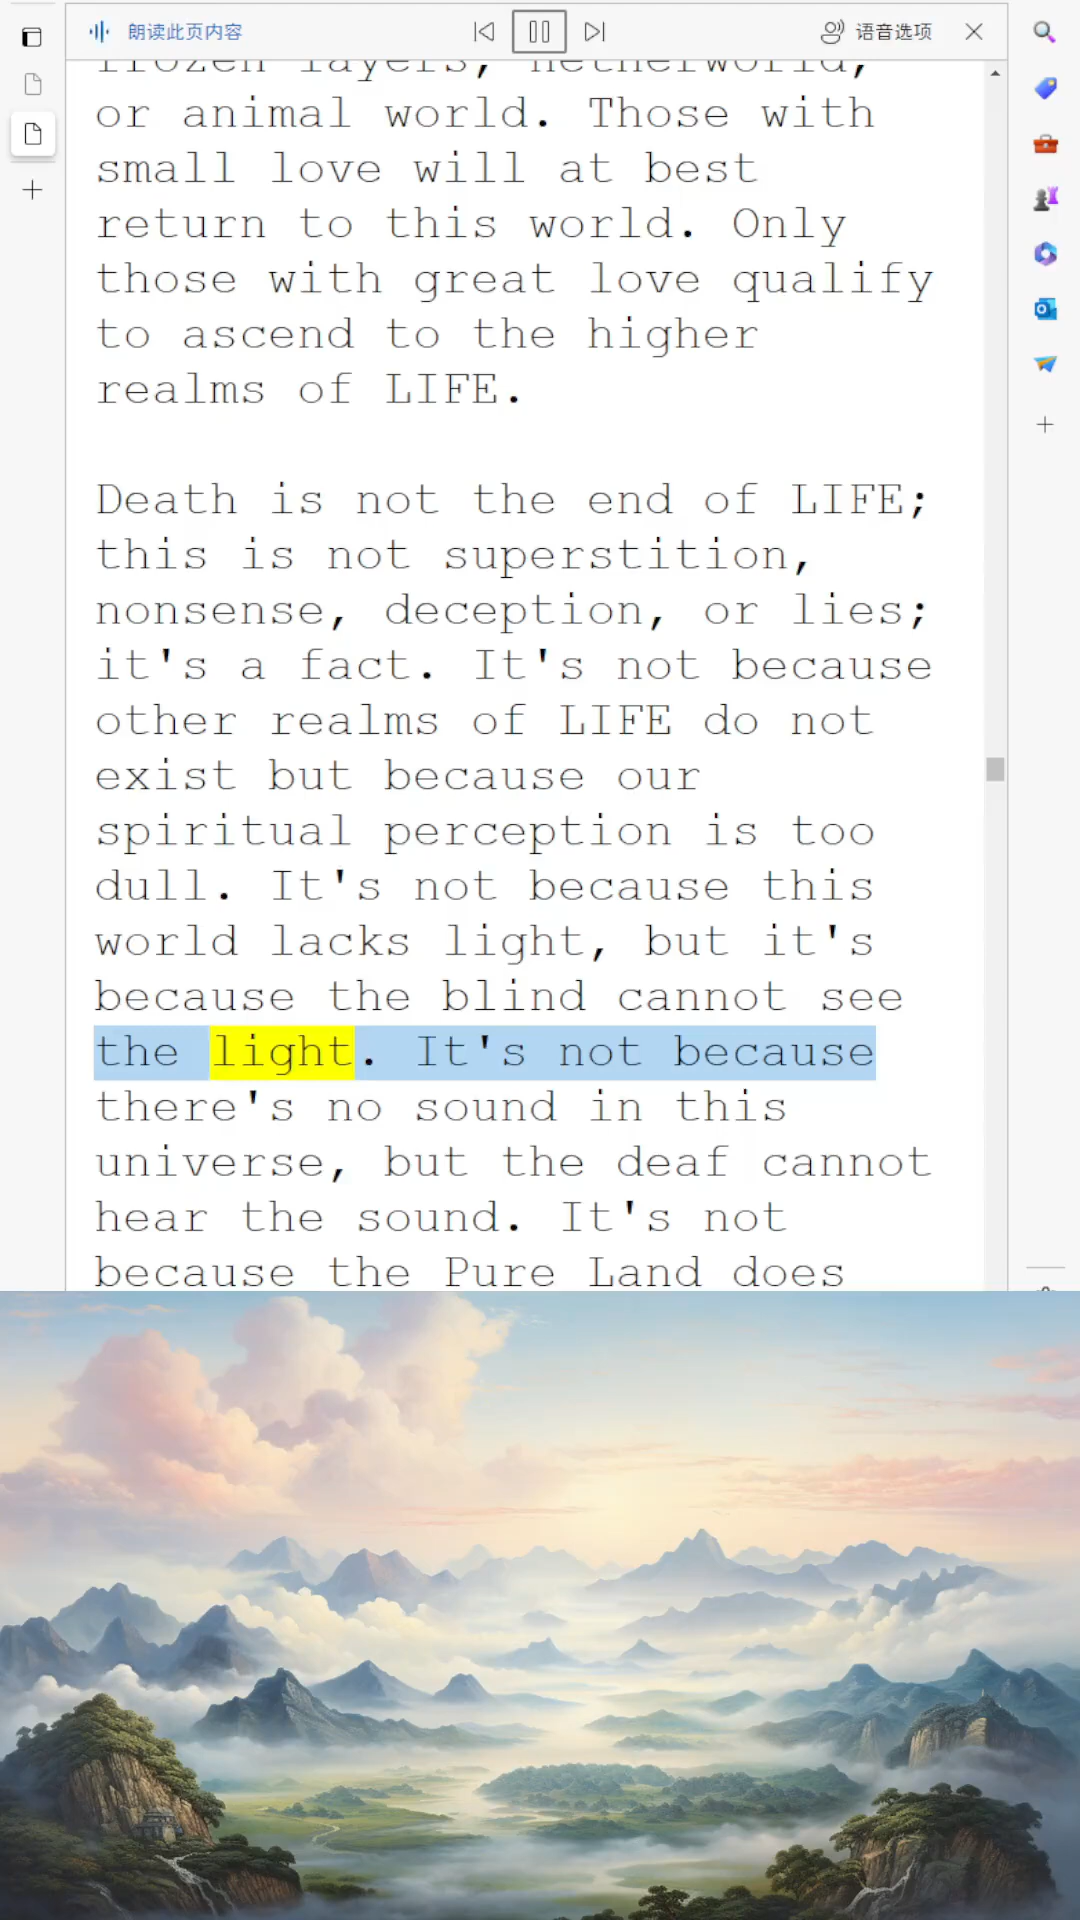 朗读此页内容
语音选项
frozen layers, netherworld,
or animal world. Those with
small love will at best
return to this world. Only
those with great love qualify
to ascend to the higher
realms of LIFE.
Death is not the end of LIFE;
this is not superstition,
nonsense, deception, or lies;
it's a fact. It's not because
other realms of LIFE do not
exist but because our
spiritual perception is too
dull. It's not because this
world lacks light, but it's
because the blind cannot see
the light. It's not because
there's no sound in this
universe, but the deaf cannot
hear the sound. It's not
because the Pure Land does